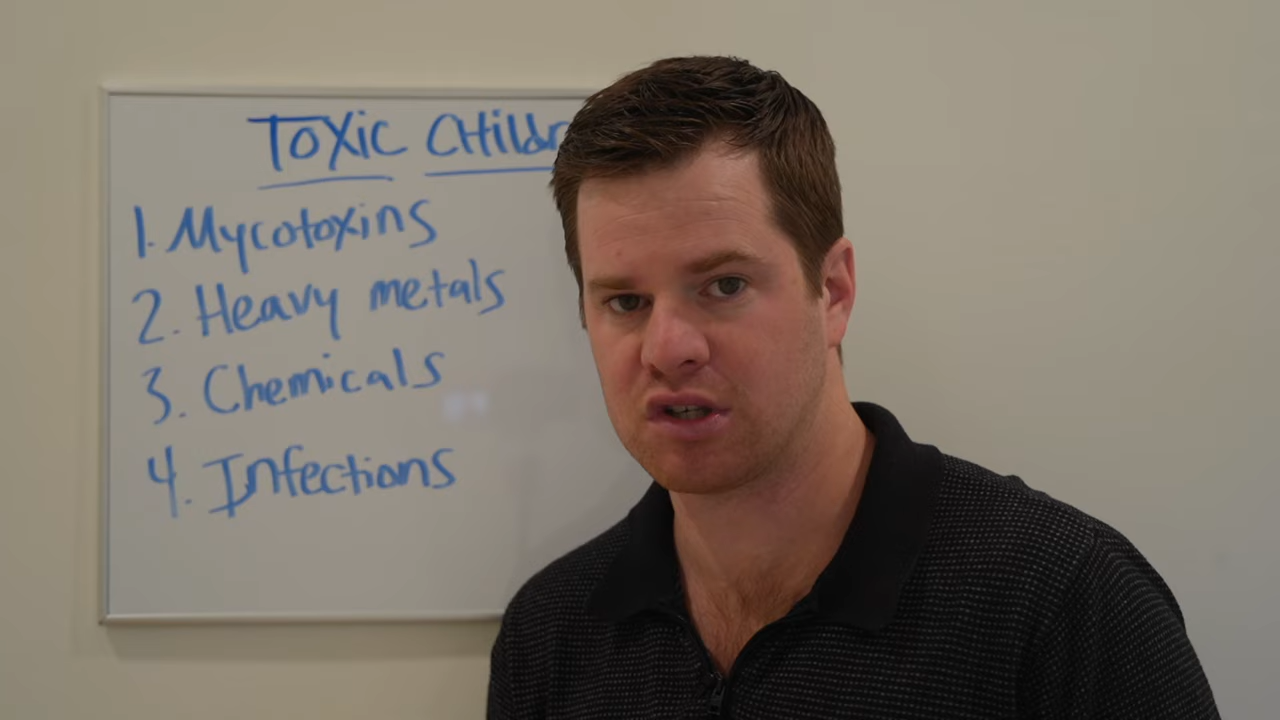 Toxic Childr
1. Mycotoxins
2. Heavy metals
3. Chemicals
4. Infections